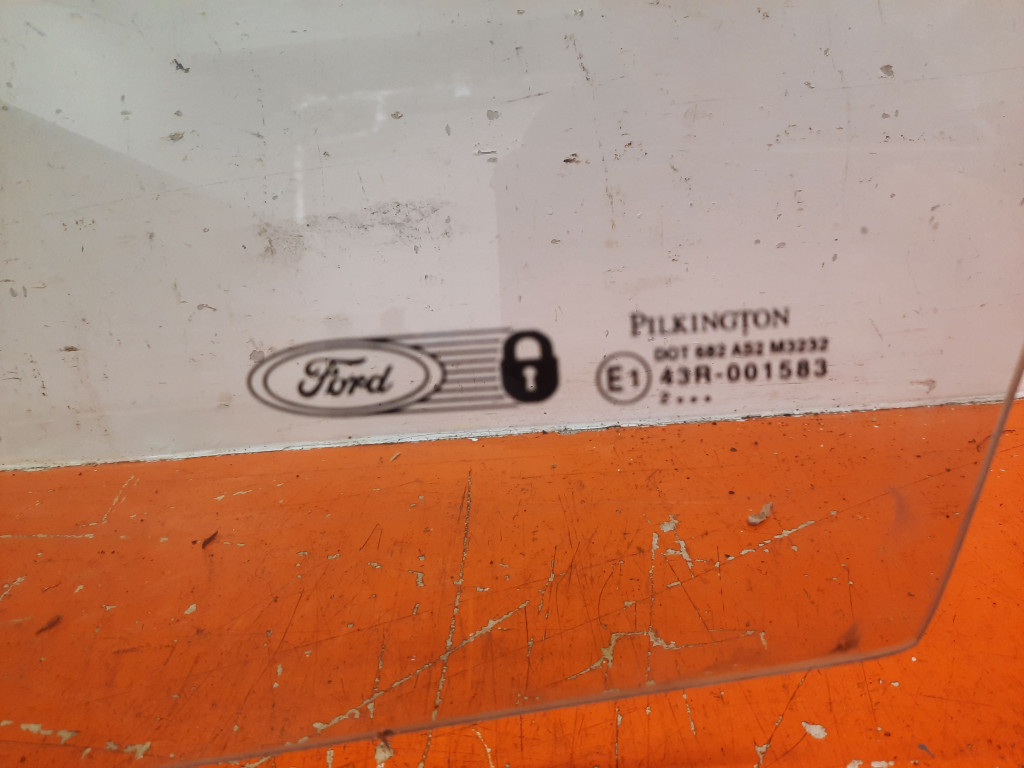 Ford
PILKINGTON
DOT 682 AS2 M3232
E1
43R-001583
2...